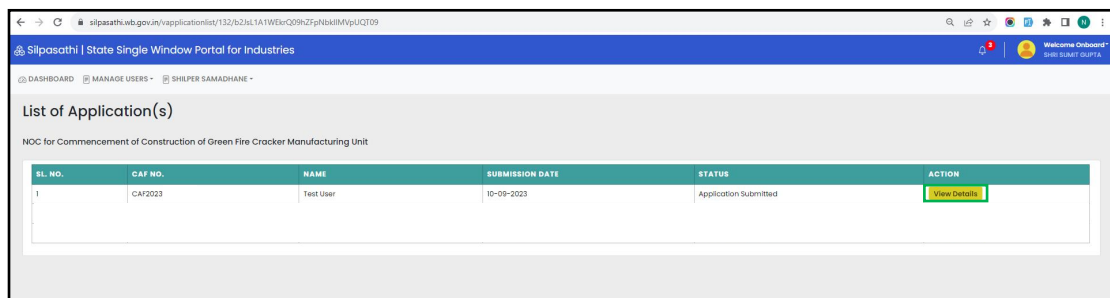 silpasathi.wb.gov.in/vapplicationlist/132/b2JsL1A1WEkrQ09hZFpNbkllMVpUQT09
Silpasathi | State Single Window Portal for Industries
3
Welcome Onboard
SHRI SUMIT GUPTA
N
DASHBOARD MANAGE USERS SHILPER SAMADHANE
List of Application(s)
NOC for Commencement of Construction of Green Fire Cracker Manufacturing Unit
SL. NO. CAF NO. NAME SUBMISSION DATE STATUS ACTION
1 CAF2023 Test User 10-09-2023 Application Submitted View Details